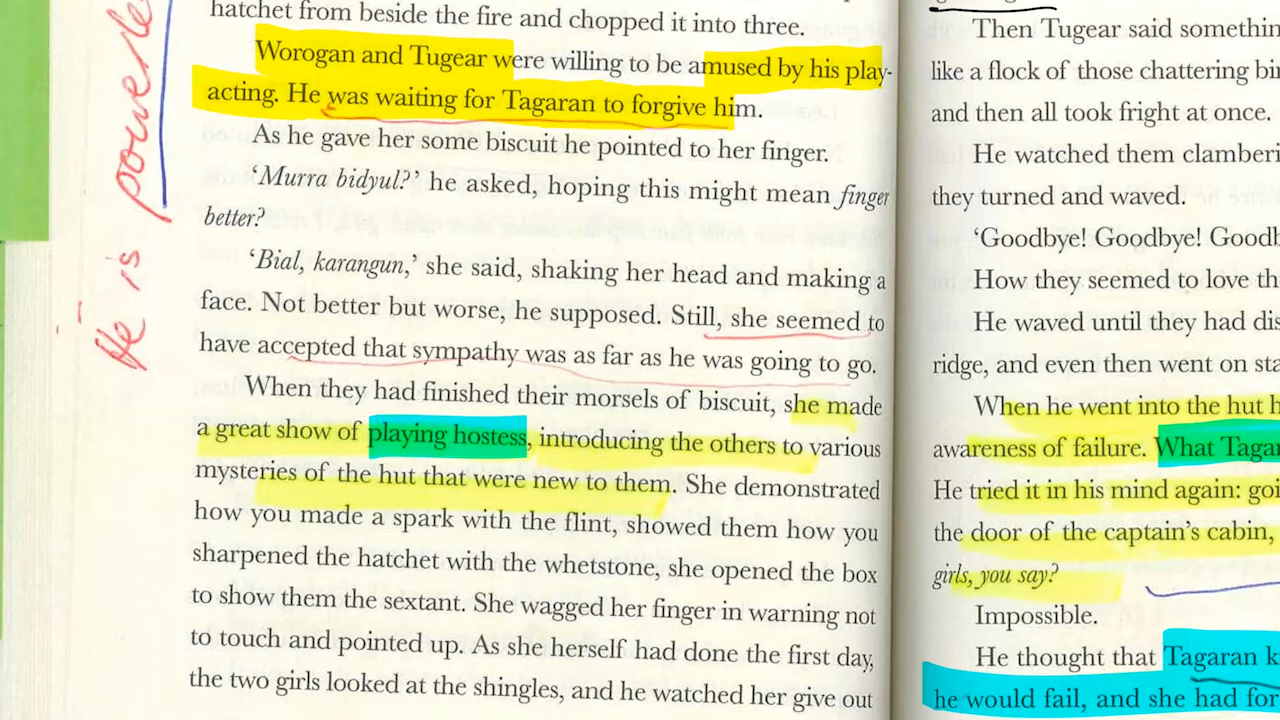 He is powerle
hatchet from beside the fire and chopped it into three.
Worogan and Tugear were willing to be amused by his play-
acting. He was waiting for Tagaran to forgive him.
As he gave her some biscuit he pointed to her finger.
‘Murra bidyul?’ he asked, hoping this might mean finger
better?
‘Bial, karangun,’ she said, shaking her head and making a
face. Not better but worse, he supposed. Still, she seemed to
have accepted that sympathy was as far as he was going to go.
When they had finished their morsels of biscuit, she made
a great show of playing hostess, introducing the others to various
mysteries of the hut that were new to them. She demonstrated
how you made a spark with the flint, showed them how you
sharpened the hatchet with the whetstone, she opened the box
to show them the sextant. She wagged her finger in warning not
to touch and pointed up. As she herself had done the first day,
the two girls looked at the shingles, and he watched her give out
Then Tugear said somethin
like a flock of those chattering bi
and then all took fright at once.
He watched them clamberi
they turned and waved.
‘Goodbye! Goodbye! Goodb
How they seemed to love th
He waved until they had dis
ridge, and even then went on sta
When he went into the hut h
awareness of failure. What Taga
He tried it in his mind again: goi
the door of the captain’s cabin,
girls, you say?
Impossible.
He thought that Tagaran k
he would fail, and she had for